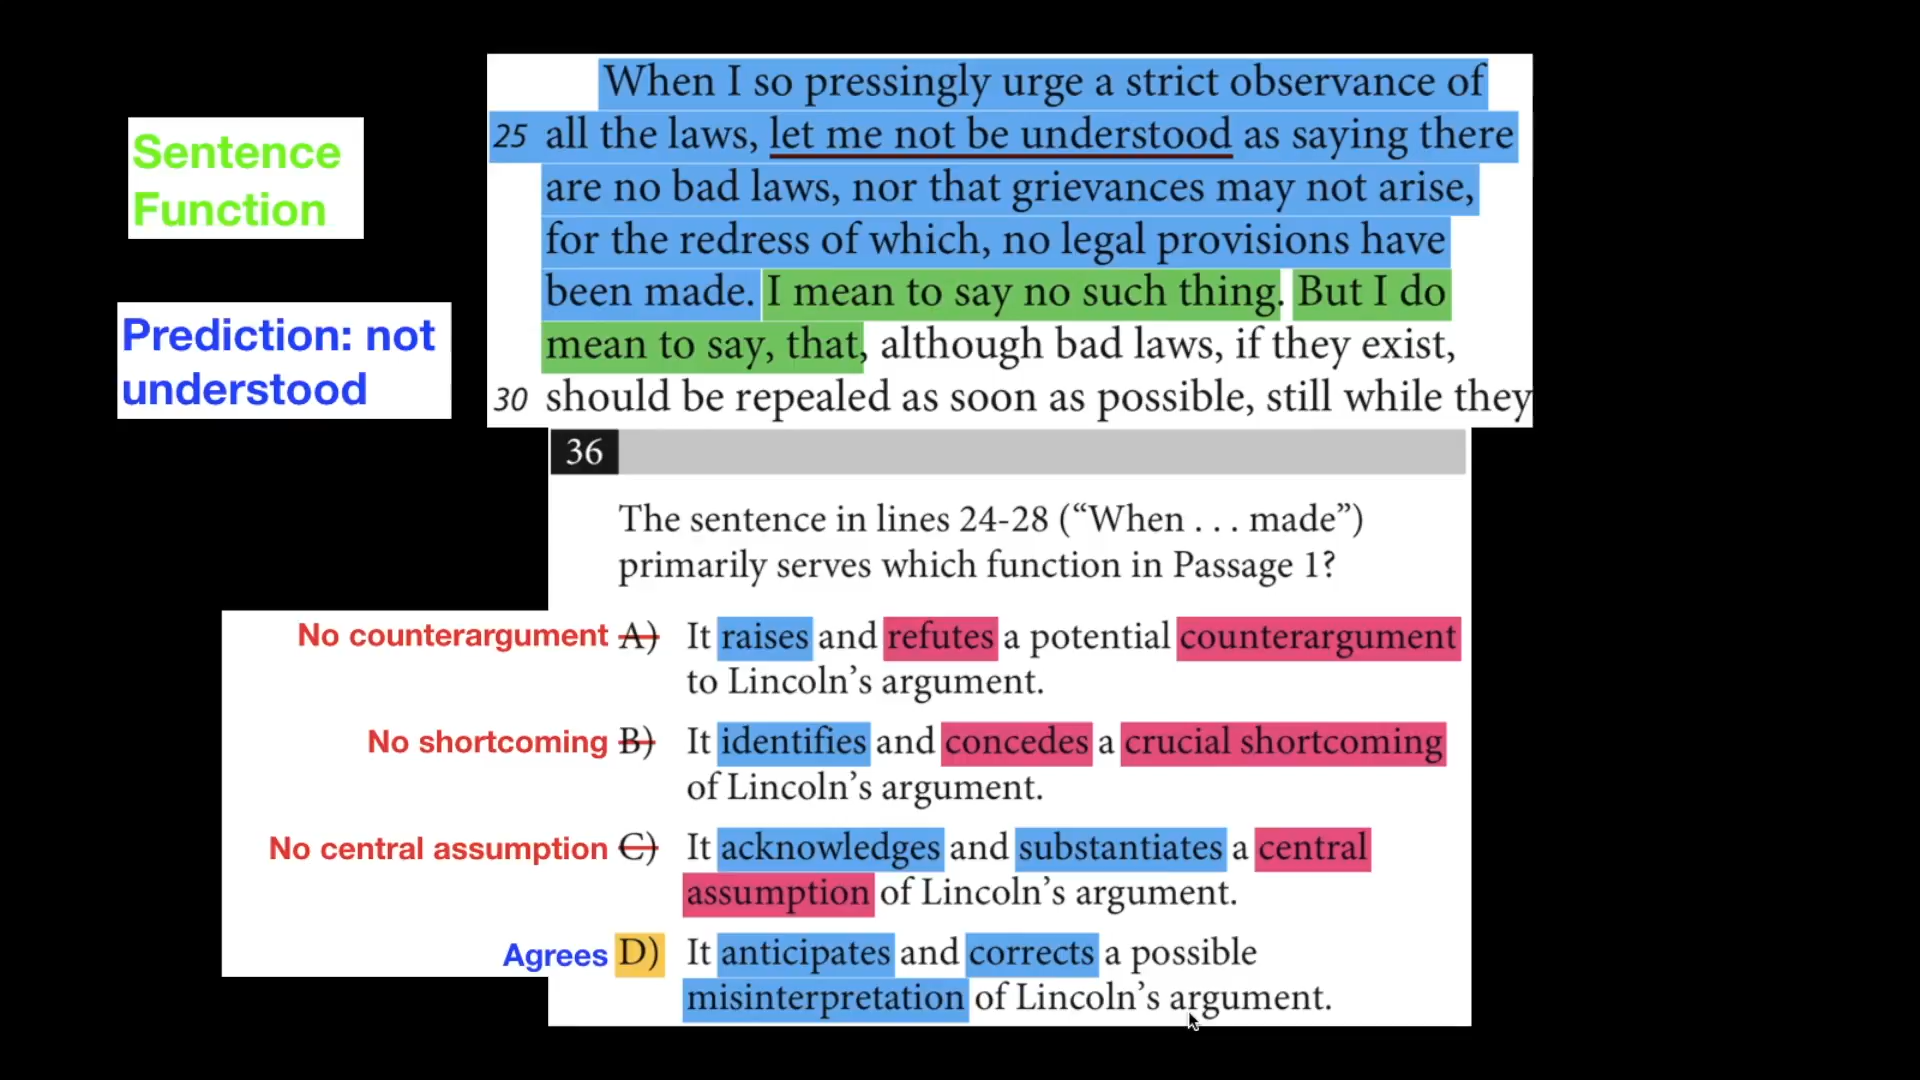 Sentence
Function
Prediction: not
understood
When I so pressingly urge a strict observance of
25 all the laws, let me not be understood as saying there
are no bad laws, nor that grievances may not arise,
for the redress of which, no legal provisions have
been made. I mean to say no such thing. But I do
mean to say, that, although bad laws, if they exist,
30 should be repealed as soon as possible, still while they
36
The sentence in lines 24-28 (“When . . . made”)
primarily serves which function in Passage 1?
No counterargument A) It raises and refutes a potential counterargument
to Lincoln’s argument.
No shortcoming B) It identifies and concedes a crucial shortcoming
of Lincoln’s argument.
No central assumption C) It acknowledges and substantiates a central
assumption of Lincoln’s argument.
Agrees D) It anticipates and corrects a possible
misinterpretation of Lincoln’s argument.